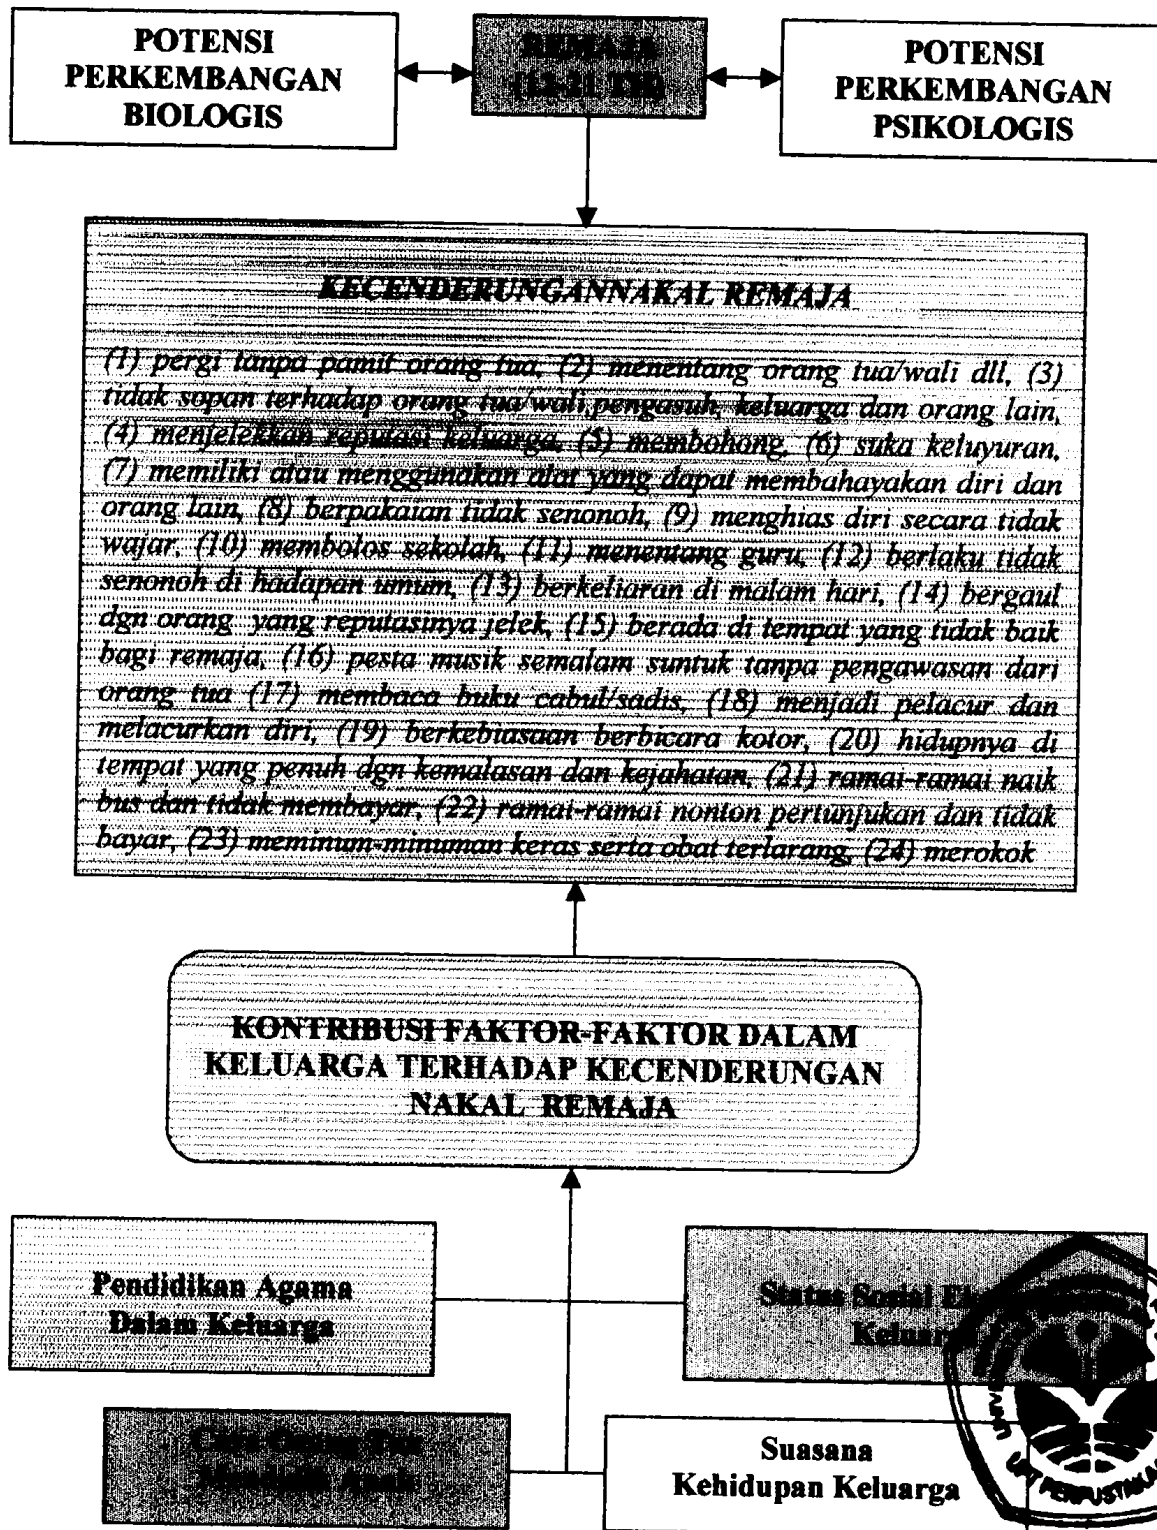 POTENSI
PERKEMBANGAN
BIOLOGIS
REMAJA
POTENSI
PERKEMBANGAN
PSIKOLOGIS
KECENDERUNGANNAKAL REMAJA
(1) pergi tanpa pamit orang tua, (2) menentang orang tua/wali dll, (3)
tidak sopan terhadap orang tua/wali,pengasuh, keluarga dan orang lain,
(4) menjelekkan reputasi keluarga, (5) membohong, (6) suka keluyuran,
(7) memiliki atau menggunakan alat yang dapat membahayakan diri dan
orang lain, (8) berpakaian tidak senonoh, (9) menghias diri secara tidak
wajar, (10) membolos sekolah, (11) menentang guru, (12) berlaku tidak
senonoh di hadapan umum, (13) berkeliaran di malam hari, (14) bergaul
dgn orang yang reputasinya jelek, (15) berada di tempat yang tidak baik
bagi remaja, (16) pesta musik semalam suntuk tanpa pengawasan dari
orang tua (17) membaca buku cabul/sadis, (18) menjadi pelacur dan
melacurkan diri, (19) berkebiasaan berbicara kotor, (20) hidupnya di
tempat yang penuh dgn kemalasan dan kejahatan, (21) ramai-ramai naik
bus dan tidak membayar, (22) ramai-ramai nonton pertunjukan dan tidak
bayar, (23) meminum-minuman keras serta obat terlarang, (24) merokok
KONTRIBUSI FAKTOR-FAKTOR DALAM
KELUARGA TERHADAP KECENDERUNGAN
NAKAL REMAJA
Pendidikan Agama
Dalam Keluarga
Status Sosial
Keluarga
Cara Orang Tua
Mendidik Anak
Suasana
Kehidupan Keluarga